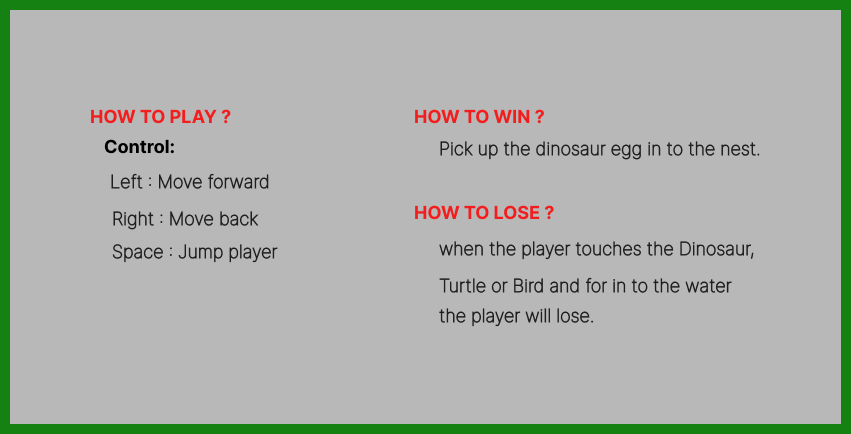 HOW TO PLAY ?
Control:
Left : Move forward
Right : Move back
Space : Jump player
HOW TO WIN ?
Pick up the dinosaur egg in to the nest.
HOW TO LOSE ?
when the player touches the Dinosaur,
Turtle or Bird and for in to the water
the player will lose.